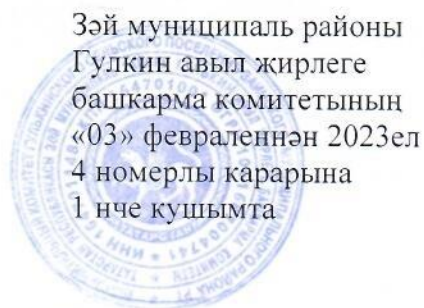 Зәй муниципаль районы
Гулкин авыл җирлеге
башкарма комитетының
«03» февраленнән 2023ел
4 номерлы карарына
1 нче кушымта